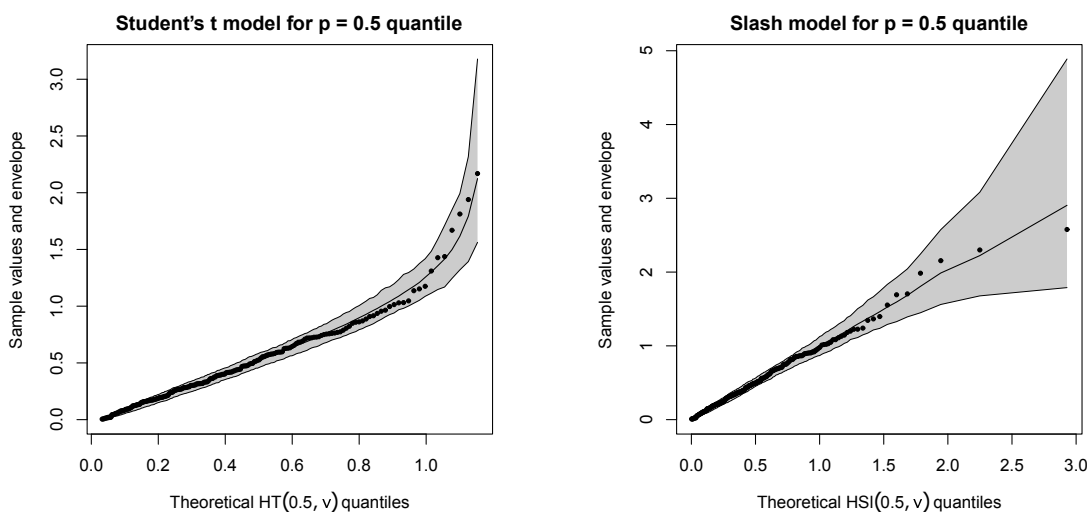 Student's t model for p = 0.5 quantile
Sample values and envelope
3.0
2.5
2.0
1.5
1.0
0.5
0.0
0.0 0.2 0.4 0.6 0.8 1.0
Theoretical HT(0.5, ν) quantiles
Slash model for p = 0.5 quantile
Sample values and envelope
5
4
3
2
1
0
0.0 0.5 1.0 1.5 2.0 2.5 3.0
Theoretical HSl(0.5, ν) quantiles